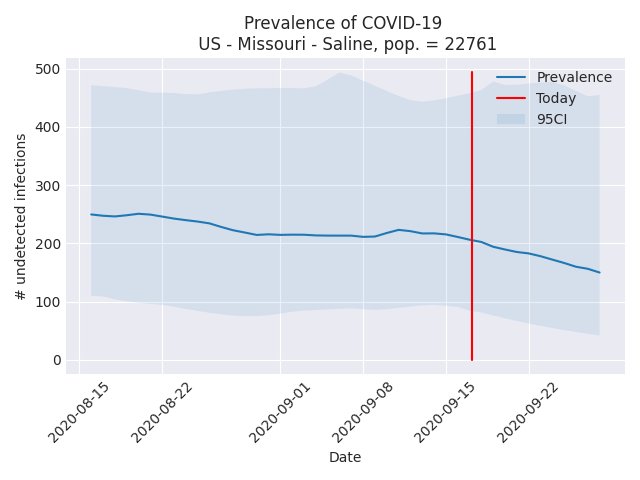 Prevalence of COVID-19
US - Missouri - Saline, pop. = 22761
Prevalence
Today
95CI
500
400
300
200
100
0
# undetected infections
2020-08-15
2020-08-22
2020-09-01
2020-09-08
2020-09-15
2020-09-22
Date